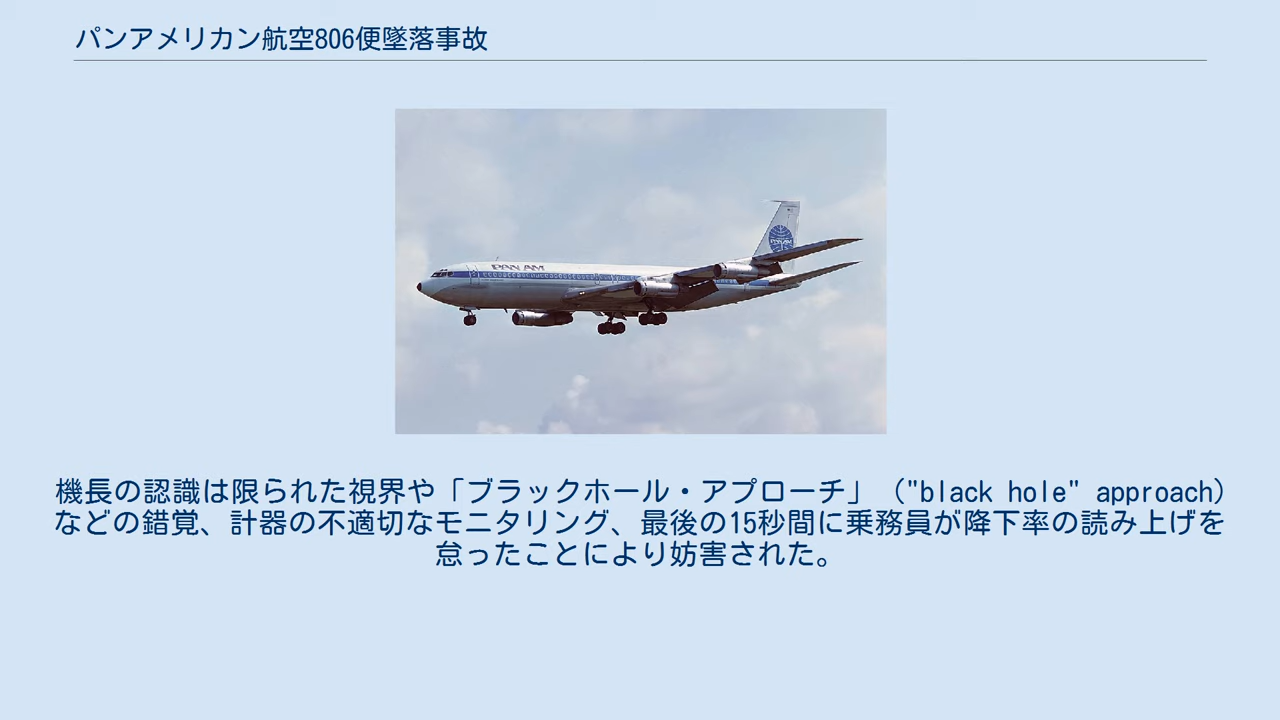 パンアメリカン航空806便墜落事故
PAN AM
PAN AM
機長の認識は限られた視界や「ブラックホール・アプローチ」（"black hole" approach）
などの錯覚、計器の不適切なモニタリング、最後の15秒間に乗務員が降下率の読み上げを
怠ったことにより妨害された。